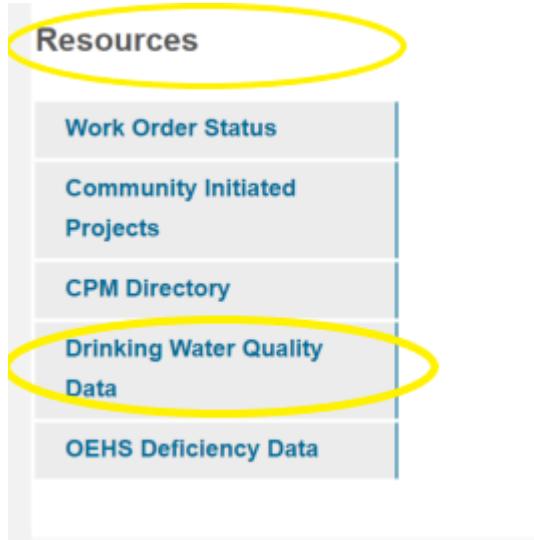 Resources
Work Order Status
Community Initiated
Projects
CPM Directory
Drinking Water Quality
Data
OEHS Deficiency Data